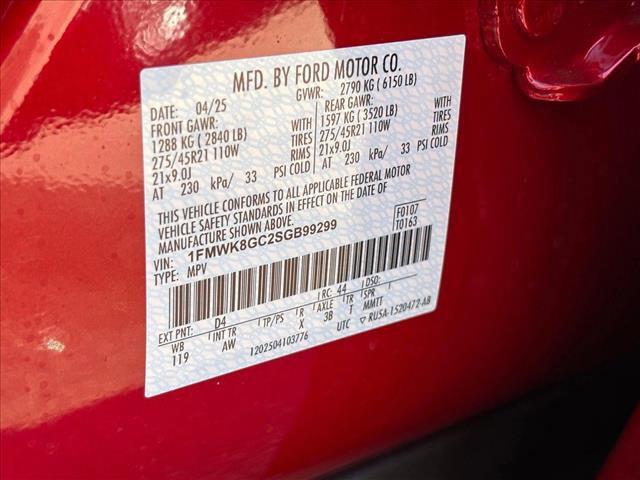 MFD. BY FORD MOTOR CO.
DATE: 04/25 GVWR: 2790 KG ( 6150 LB)
FRONT GAWR: REAR GAWR:
1288 KG ( 2840 LB) WITH 1597 KG ( 3520 LB) WITH
275/45R21 110W TIRES 275/45R21 110W TIRES
21x9.0J RIMS 21x9.0J RIMS
AT 230 kPa/ 33 PSI COLD AT 230 kPa/ 33 PSI COLD
THIS VEHICLE CONFORMS TO ALL APPLICABLE FEDERAL MOTOR
VEHICLE SAFETY STANDARDS IN EFFECT ON THE DATE OF
MANUFACTURE SHOWN ABOVE.
VIN: 1FMWK8GC2SGB99299 F0107
TYPE: MPV T0163
EXT PNT: D4 RC: 44 DSO:
WB INT TR TP/PS R AXLE TR SPR
119 AW X 3B T MMTT
1202504103776 UTC RU5A-1520472-AB